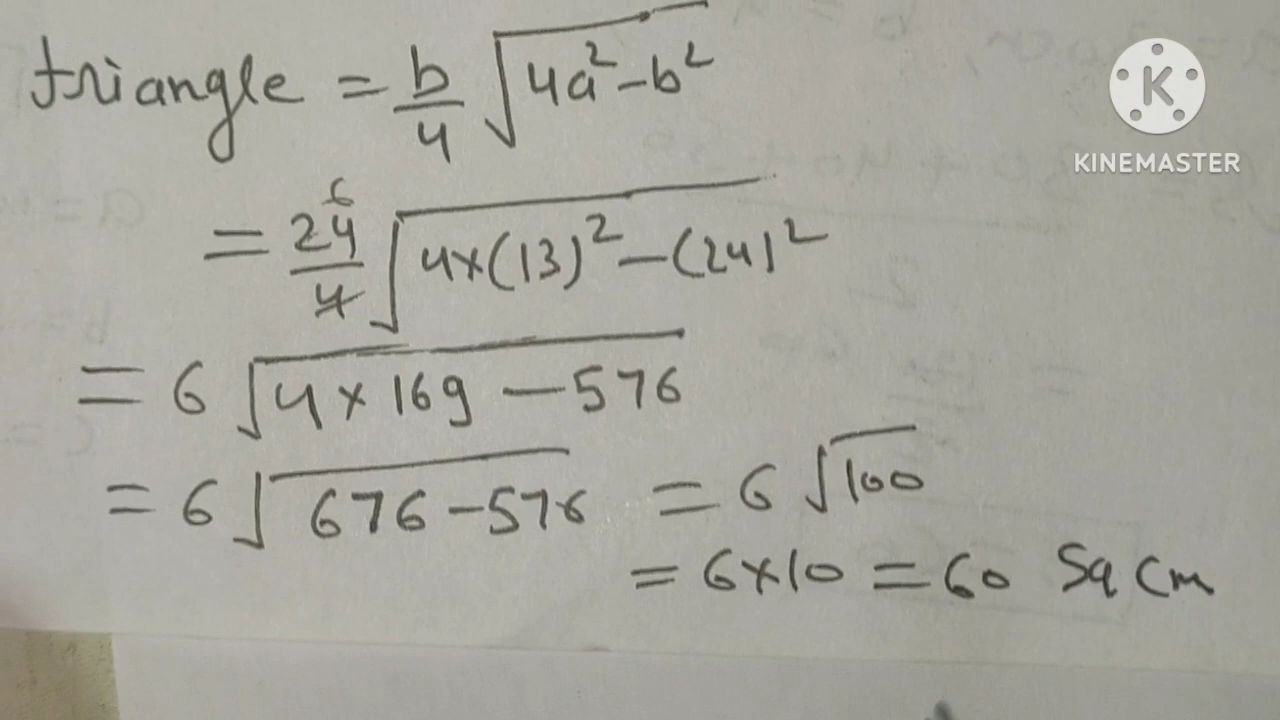 triangle = b/4 √(4a² - b²)
K
KINEMASTER
= 24/4 6 √(4×(13)² - (24)²
= 6 √(4 × 169 - 576)
= 6 √(676 - 576) = 6 √100
= 6×10 = 60 Sq Cm